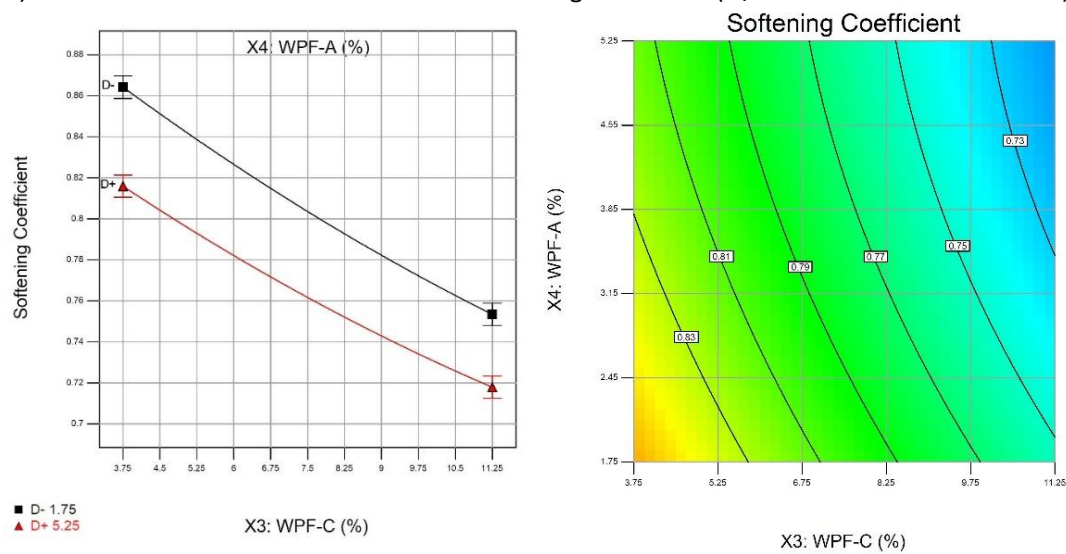 X4: WPF-A (%)
0.88
0.86
0.84
0.82
0.8
0.78
0.76
0.74
0.72
0.7
D-
D+
Softening Coefficient
3.75 4.5 5.25 6 6.75 7.5 8.25 9 9.75 10.5 11.25
X3: WPF-C (%)
D- 1.75
D+ 5.25
Softening Coefficient
5.25
4.55
3.85
3.15
2.45
1.75
X4: WPF-A (%)
0.73
0.75
0.77
0.79
0.81
0.83
3.75 5.25 6.75 8.25 9.75 11.25
X3: WPF-C (%)